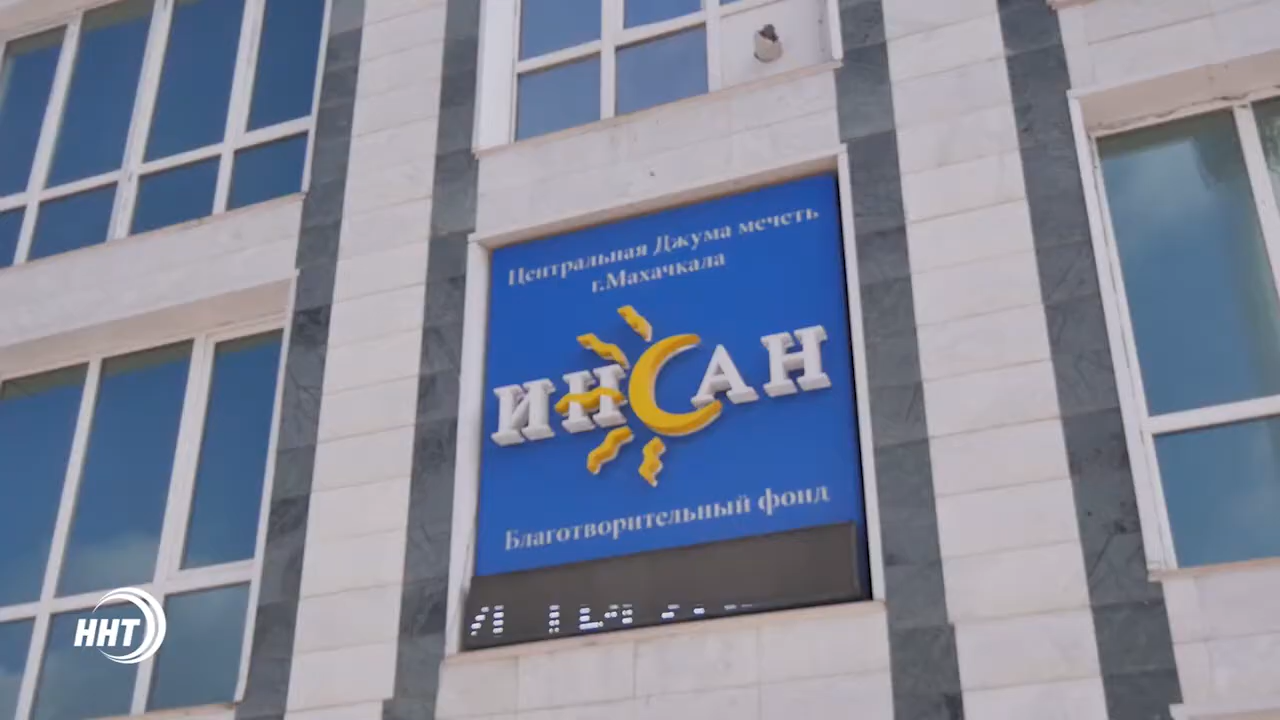 Центральная Джума мечеть
г.Махачкала
ИНСАН
Благотворительный фонд
ННТ